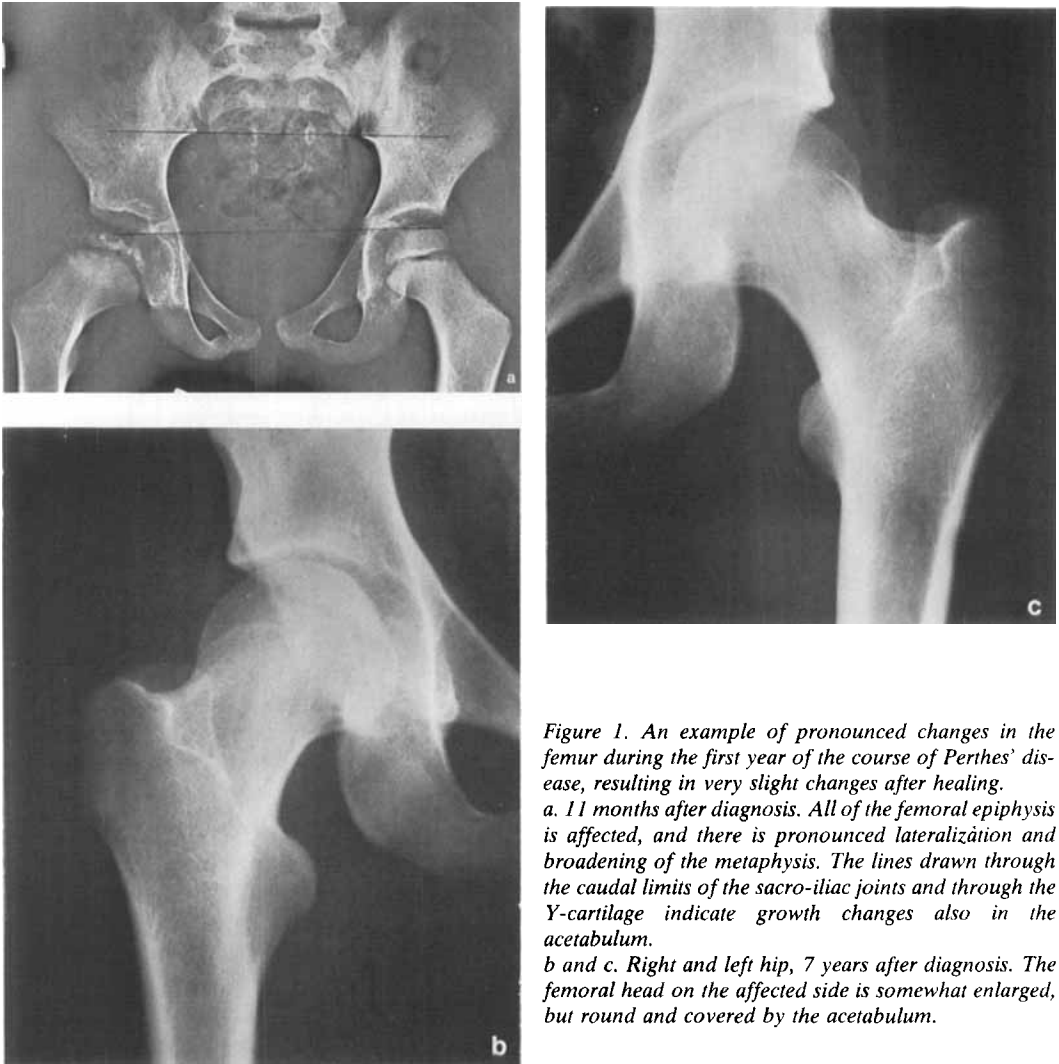 a
c
b
Figure 1. An example of pronounced changes in the
femur during the first year of the course of Perthes' dis-
ease, resulting in very slight changes after healing.
a. 11 months after diagnosis. All of the femoral epiphysis
is affected, and there is pronounced lateralization and
broadening of the metaphysis. The lines drawn through
the caudal limits of the sacro-iliac joints and through the
Y-cartilage indicate growth changes also in the
acetabulum.
b and c. Right and left hip, 7 years after diagnosis. The
femoral head on the affected side is somewhat enlarged,
but round and covered by the acetabulum.